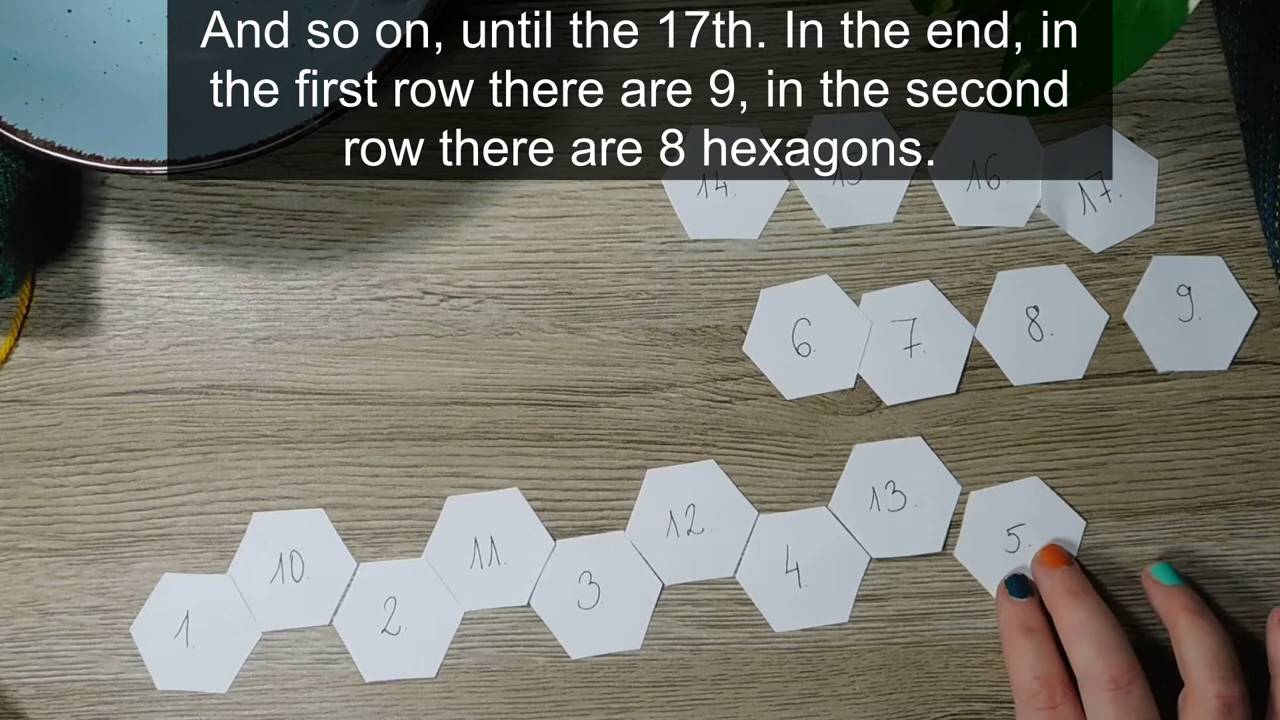 And so on, until the 17th. In the end, in
the first row there are 9, in the second
row there are 8 hexagons.
14. 15 16. 17.
6. 7. 8. 9.
1 10. 2. 11. 3. 12. 4. 13. 5.